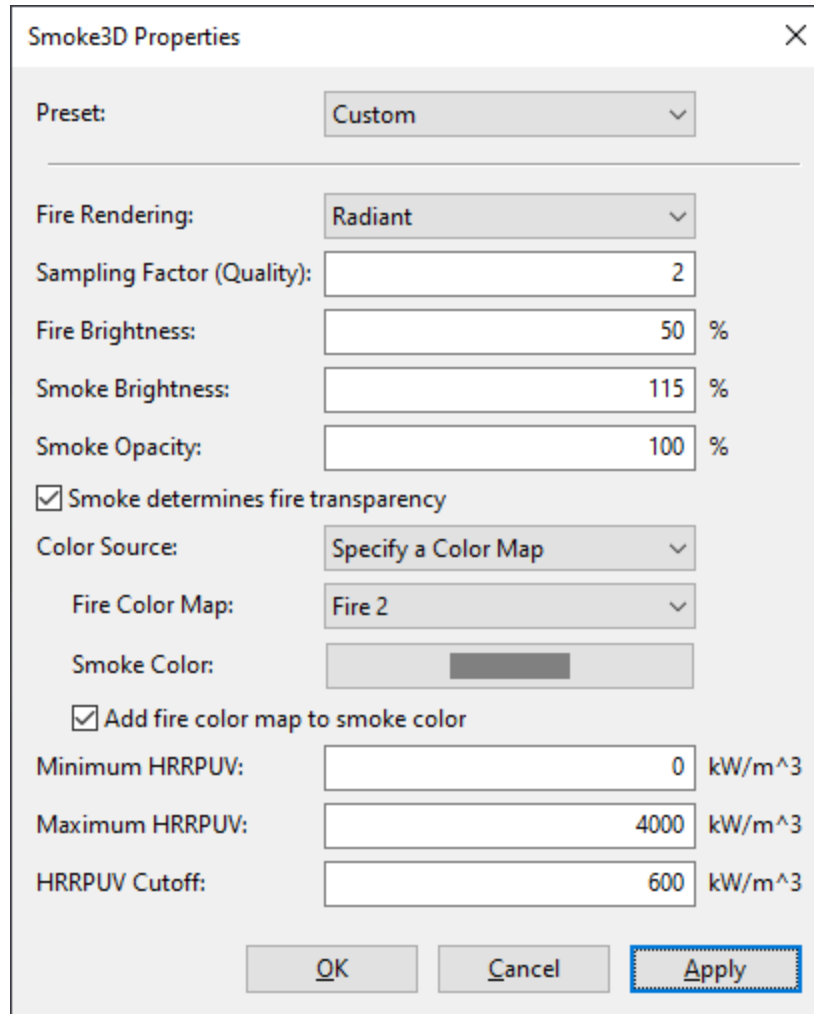 Smoke3D Properties
Preset: Custom
Fire Rendering: Radiant
Sampling Factor (Quality): 2
Fire Brightness: 50 %
Smoke Brightness: 115 %
Smoke Opacity: 100 %
Smoke determines fire transparency
Color Source: Specify a Color Map
Fire Color Map: Fire 2
Smoke Color:
Add fire color map to smoke color
Minimum HRRPUV: 0 kW/m^3
Maximum HRRPUV: 4000 kW/m^3
HRRPUV Cutoff: 600 kW/m^3
OK Cancel Apply